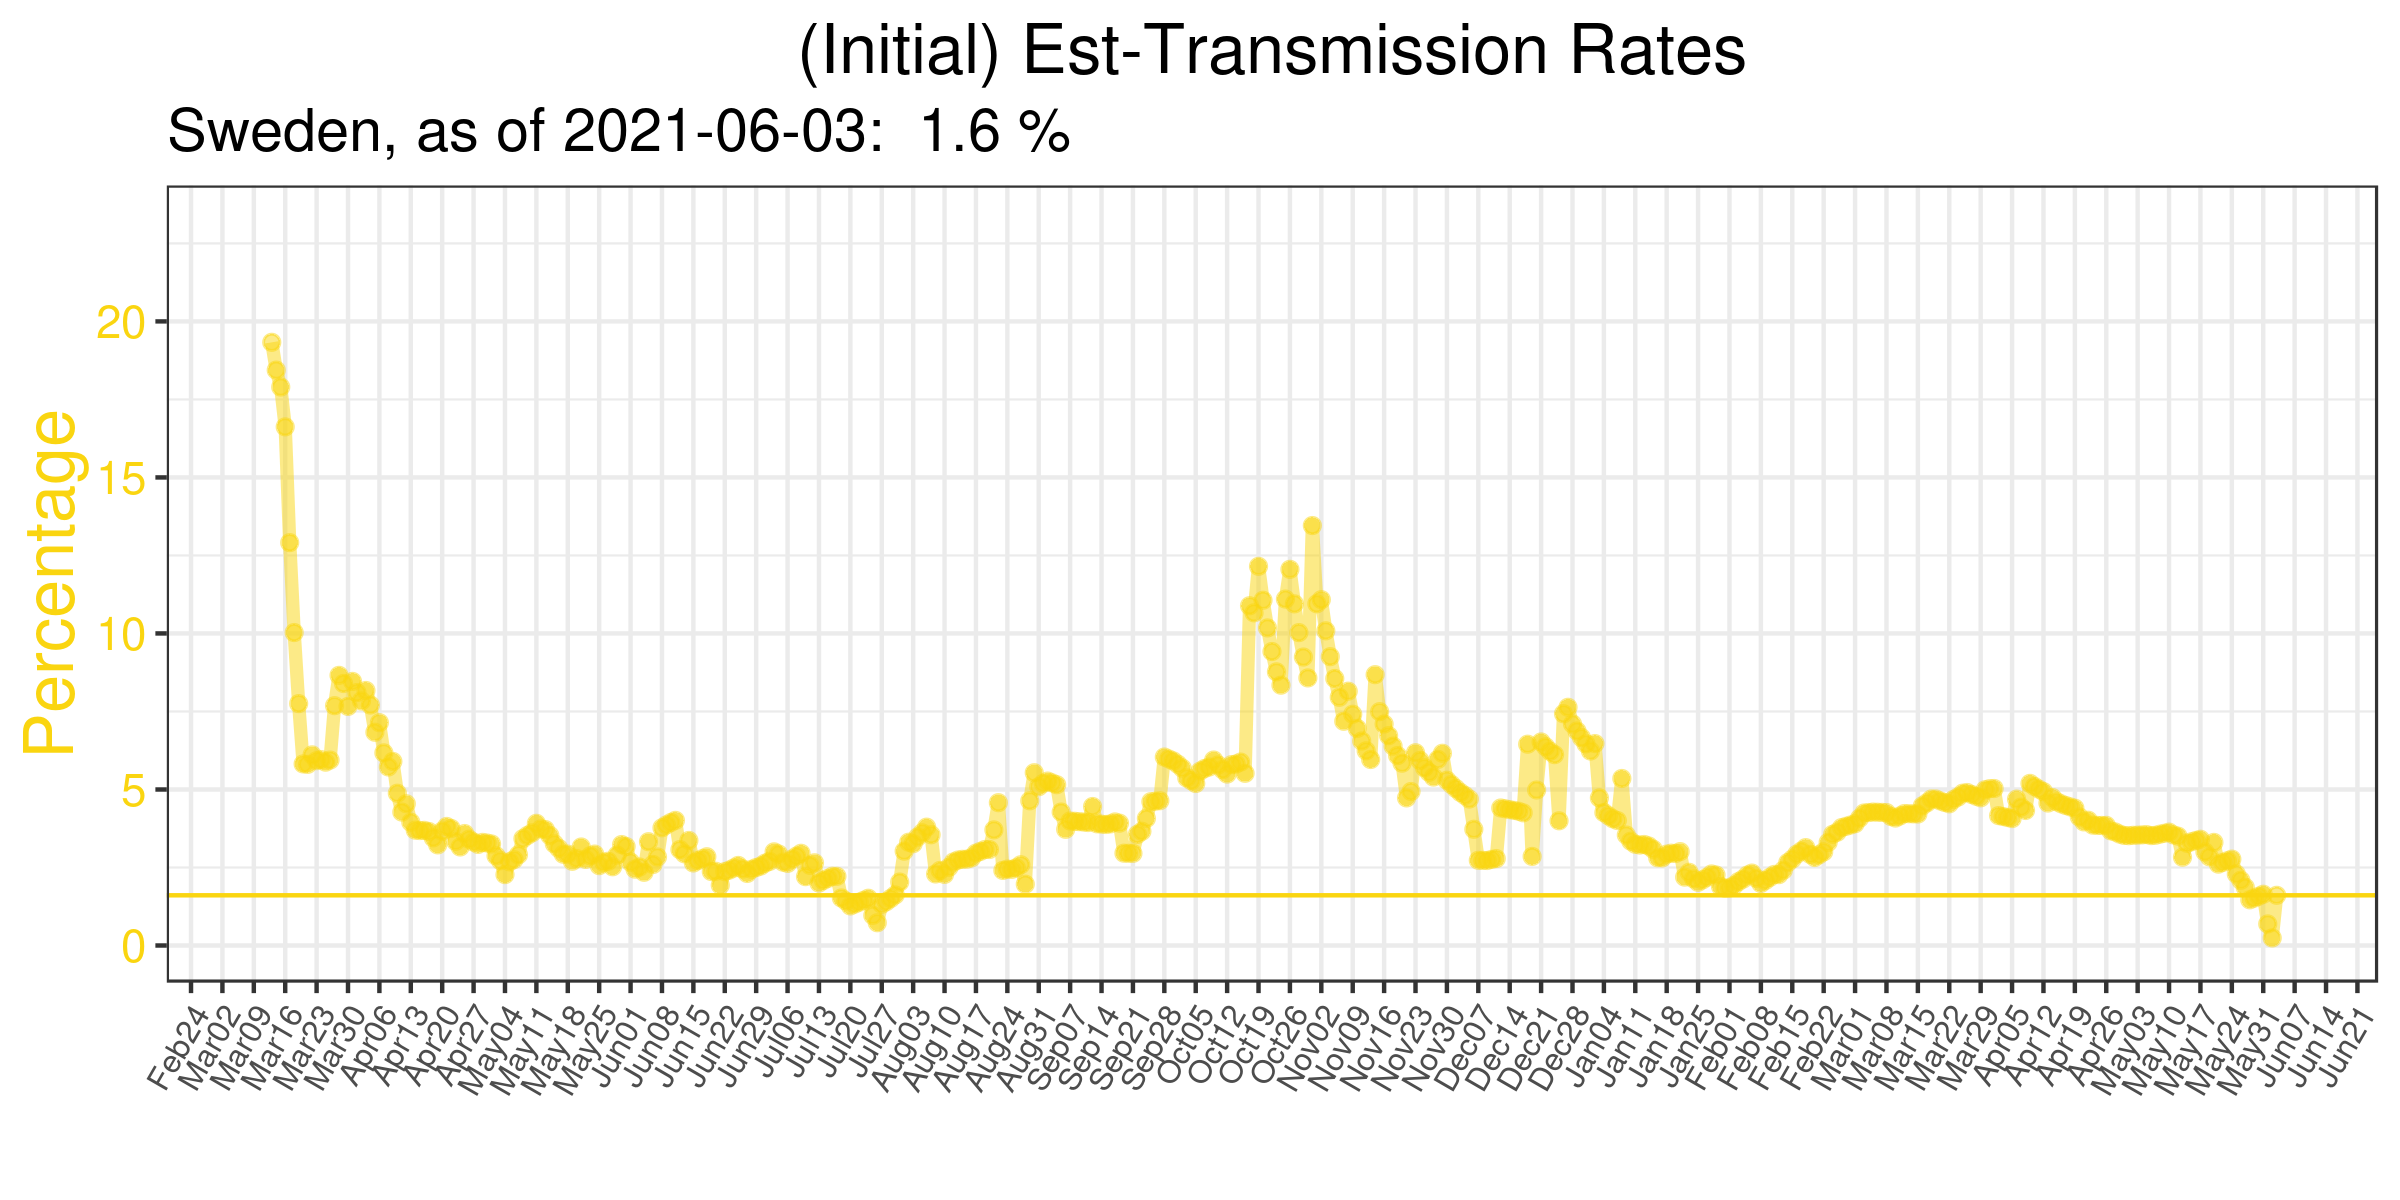 (Initial) Est-Transmission Rates
Sweden, as of 2021-06-03:  1.6 %
Percentage
20
15
10
5
0
Feb24
Mar02
Mar09
Mar16
Mar23
Mar30
Apr06
Apr13
Apr20
Apr27
May04
May11
May18
May25
Jun01
Jun08
Jun15
Jun22
Jun29
Jul06
Jul13
Jul20
Jul27
Aug03
Aug10
Aug17
Aug24
Aug31
Sep07
Sep14
Sep21
Sep28
Oct05
Oct12
Oct19
Oct26
Nov02
Nov09
Nov16
Nov23
Nov30
Dec07
Dec14
Dec21
Dec28
Jan04
Jan11
Jan18
Jan25
Feb01
Feb08
Feb15
Feb22
Mar01
Mar08
Mar15
Mar22
Mar29
Apr05
Apr12
Apr19
Apr26
May03
May10
May17
May24
May31
Jun07
Jun14
Jun21